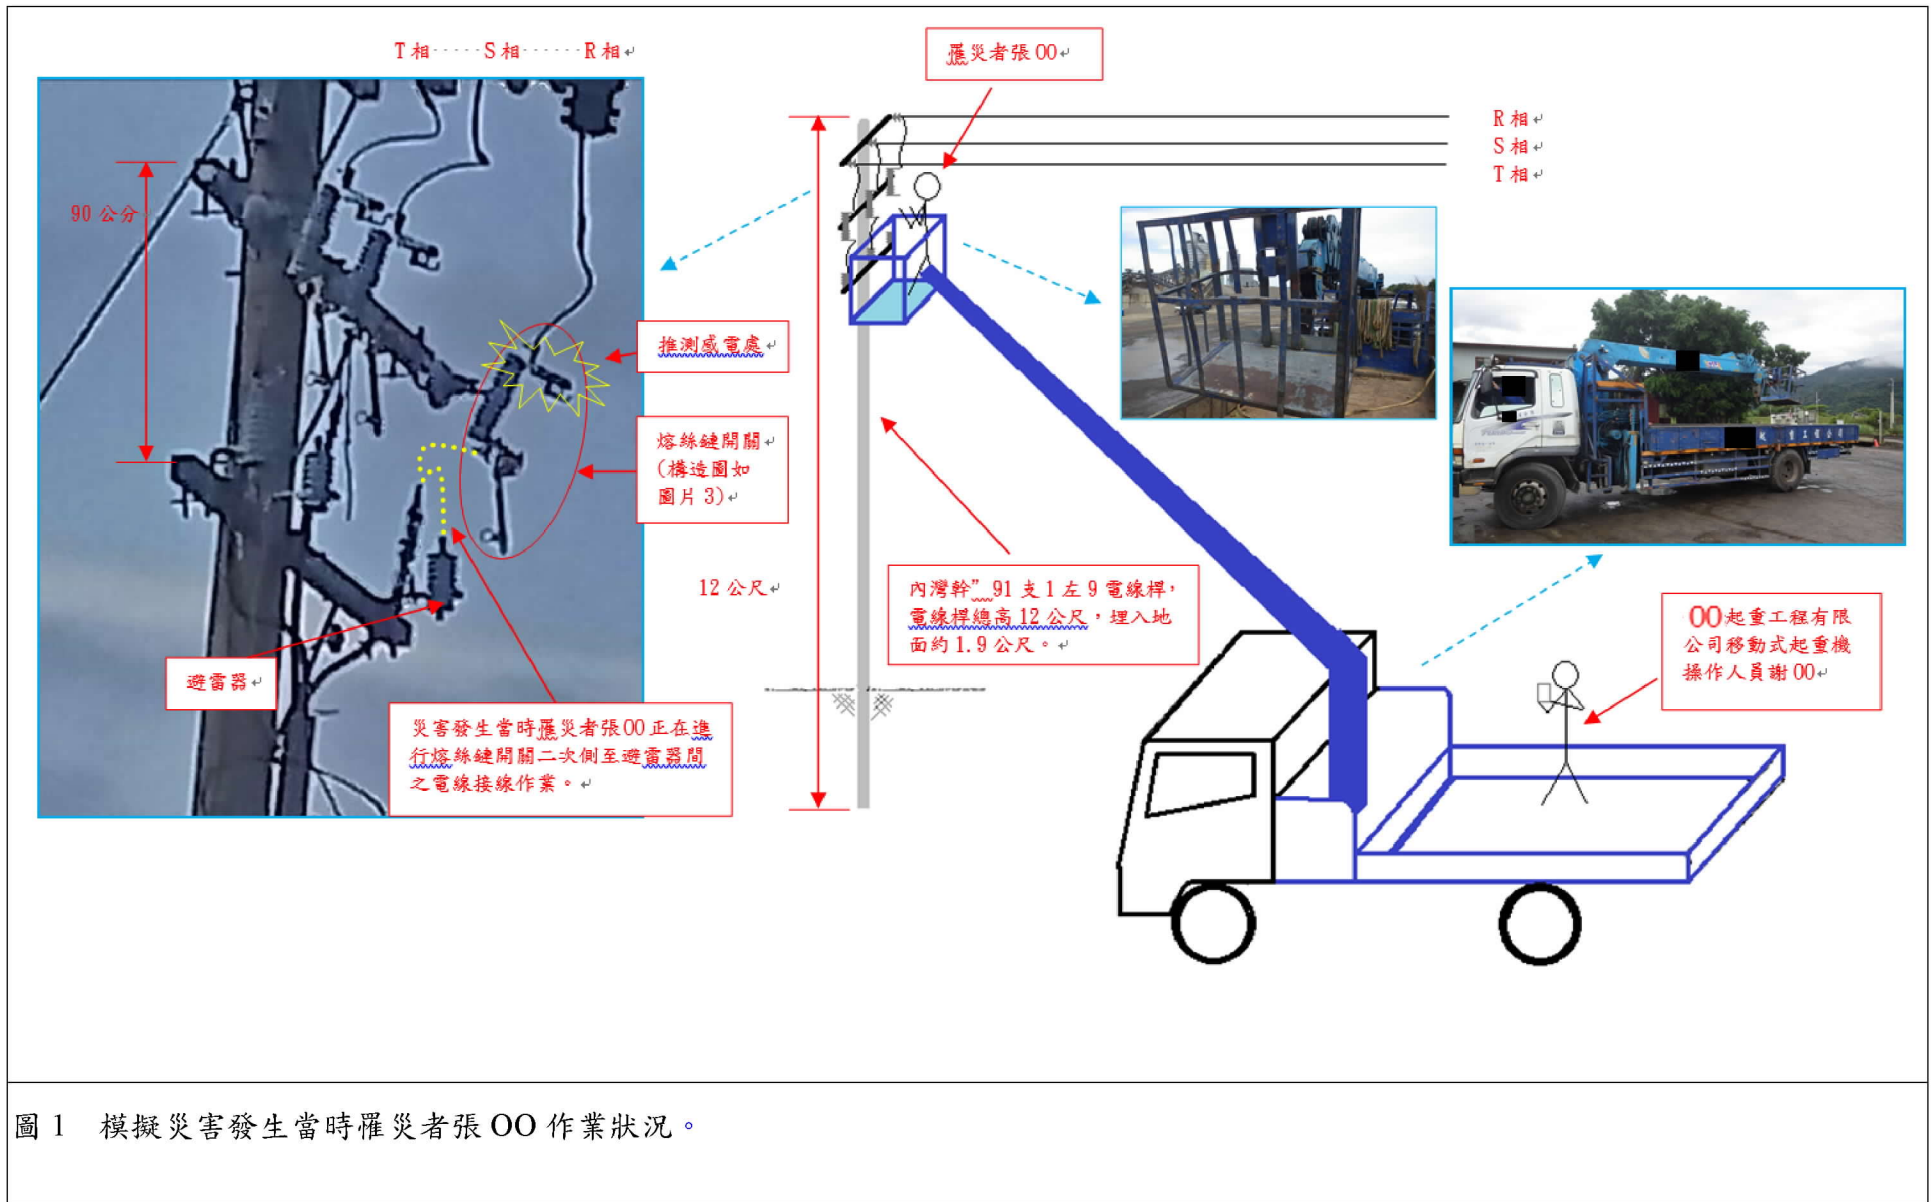 T相‧‧‧‧‧S相‧‧‧‧‧‧R相
罹災者張OO
R相
S相
T相
90公分
推測感電處
熔絲鏈開關
(構造圖如
圖片3)
12公尺
內灣幹”91支1左9電線桿，
電線桿總高12公尺，埋入地
面約1.9公尺。
OO起重工程有限
公司移動式起重機
操作人員謝OO
避雷器
災害發生當時罹災者張OO正在進
行熔絲鏈開關二次側至避雷器間
之電線接線作業。
圖1 模擬災害發生當時罹災者張OO作業狀況。